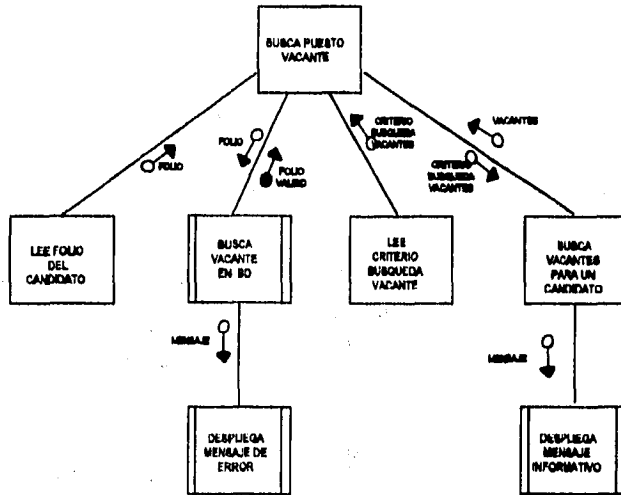 BUSCA PUESTO
VACANTE
VACANTES
CRITERIO
BUSQUEDA
VACANTES
FOLIO
FOLIO
FOLIO
VALIDO
CRITERIO
BUSQUEDA
VACANTES
LEE FOLIO
DEL
CANDIDATO
BUSCA
VACANTE
EN BD
LEE
CRITERIO
BUSQUEDA
VACANTE
BUSCA
VACANTES
PARA UN
CANDIDATO
MENSAJE
MENSAJE
DESPLIEGA
MENSAJE DE
ERROR
DESPLIEGA
MENSAJE
INFORMATIVO